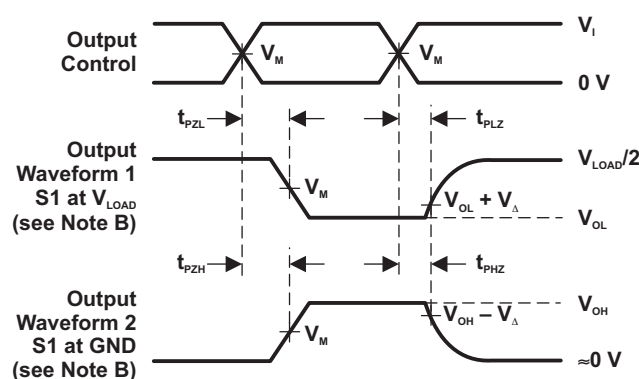 Output
Control
V_M
V_M
V_I
0 V
t_PZL
t_PLZ
Output
Waveform 1
S1 at V_LOAD
(see Note B)
V_M
V_OL + V_Δ
V_LOAD/2
V_OL
t_PZH
t_PHZ
Output
Waveform 2
S1 at GND
(see Note B)
V_M
V_OH − V_Δ
V_OH
≈0 V